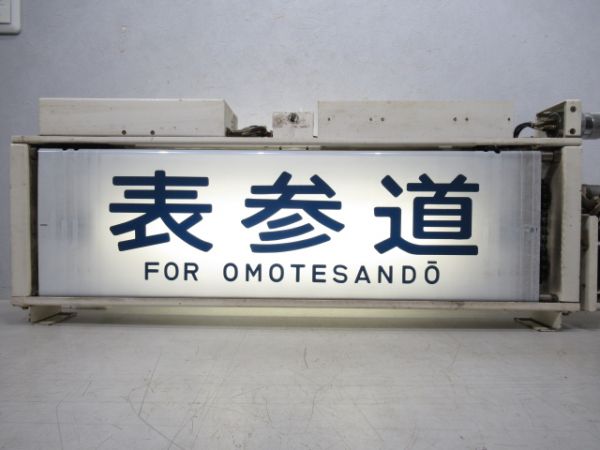 表参道
FOR OMOTESANDŌ